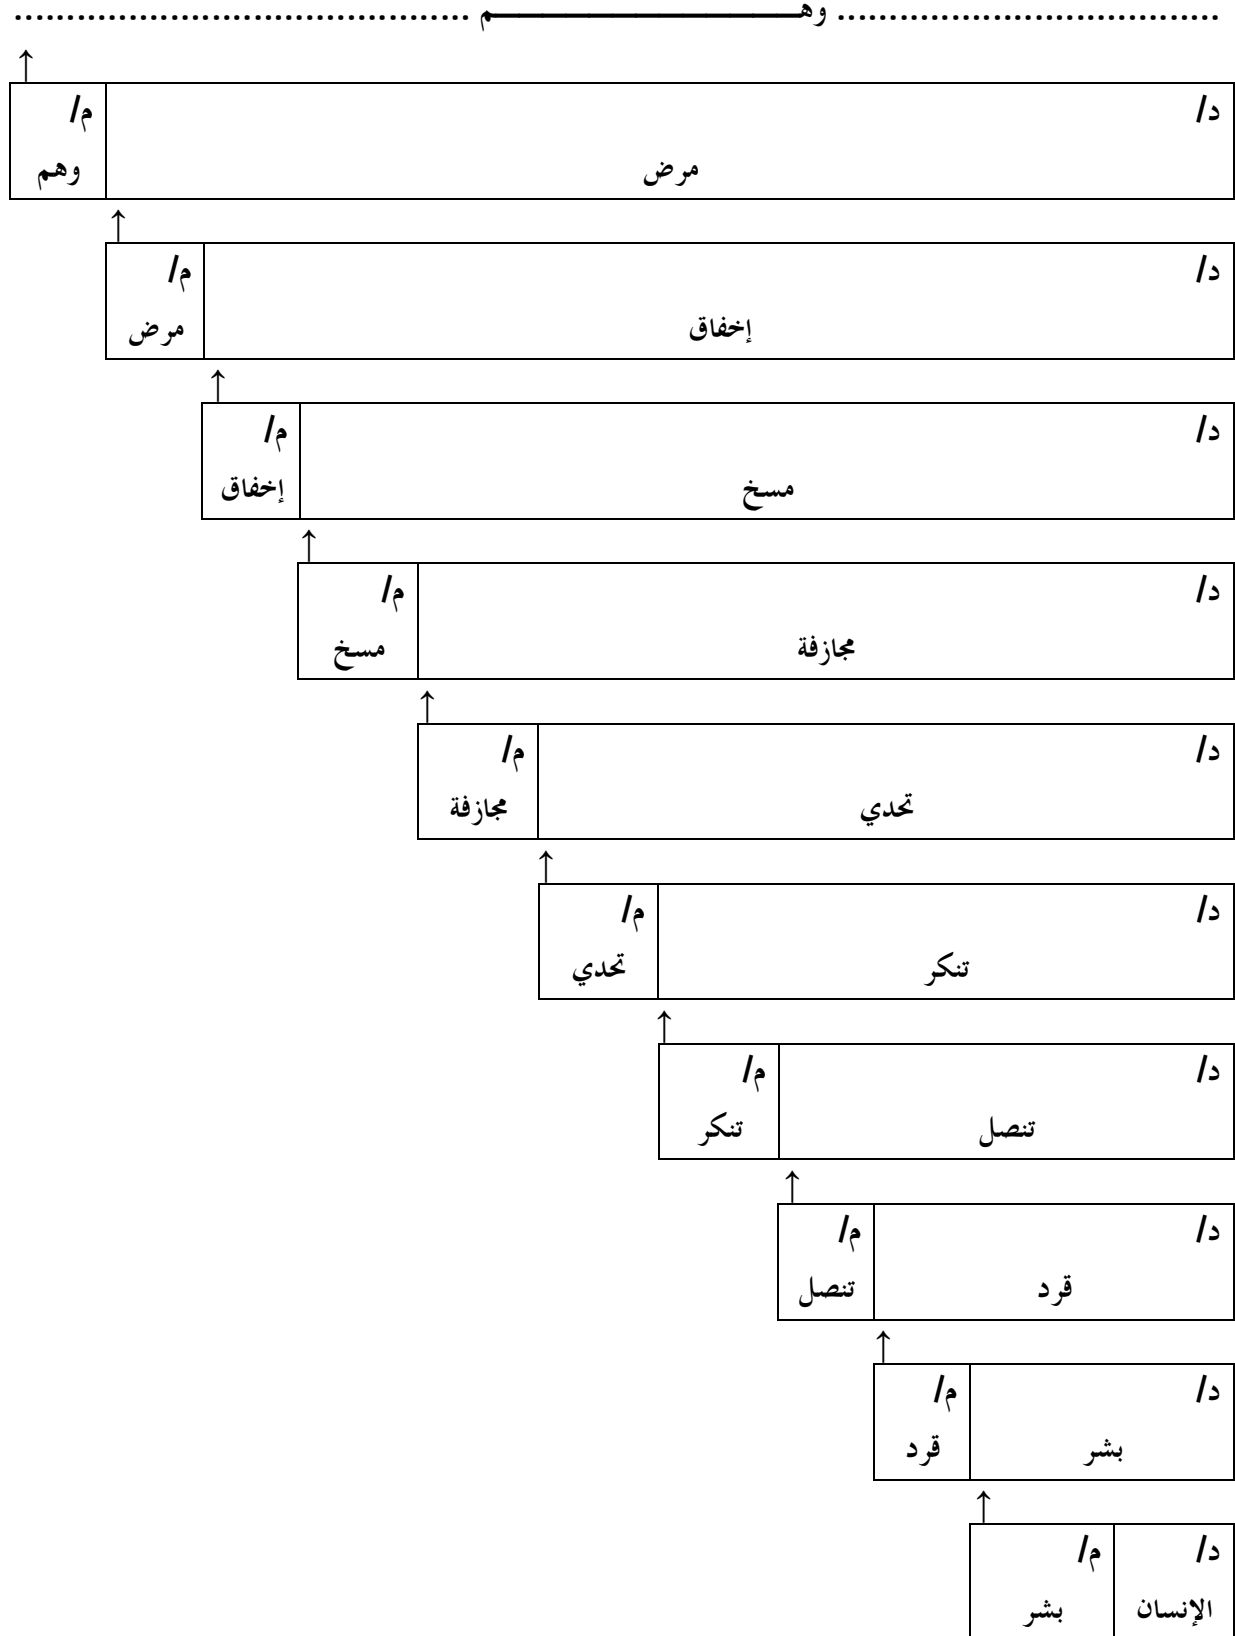 .................................... وهـــــــــــــــــــــــــم .......................................
↑
د/ م/
مرض وهم
↑
د/ م/
إخفاق مرض
↑
د/ م/
مسخ إخفاق
↑
د/ م/
مجازفة مسخ
↑
د/ م/
تحدي مجازفة
↑
د/ م/
تنكر تحدي
↑
د/ م/
تنصل تنكر
↑
د/ م/
قرد تنصل
↑
د/ م/
بشر قرد
↑
د/ م/
الإنسان بشر